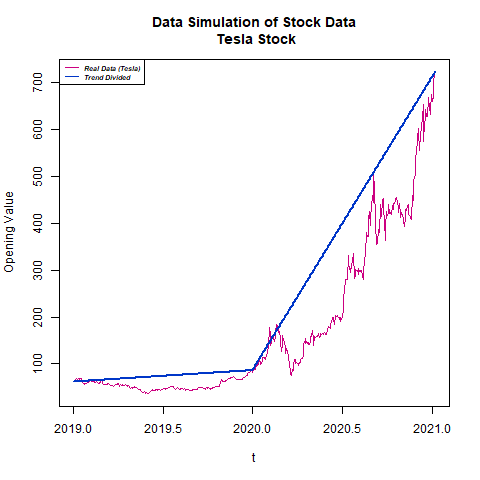 Data Simulation of Stock Data
Tesla Stock
Real Data (Tesla)
Trend Divided
Opening Value
700
600
500
400
300
200
100
2019.0 2019.5 2020.0 2020.5 2021.0
t